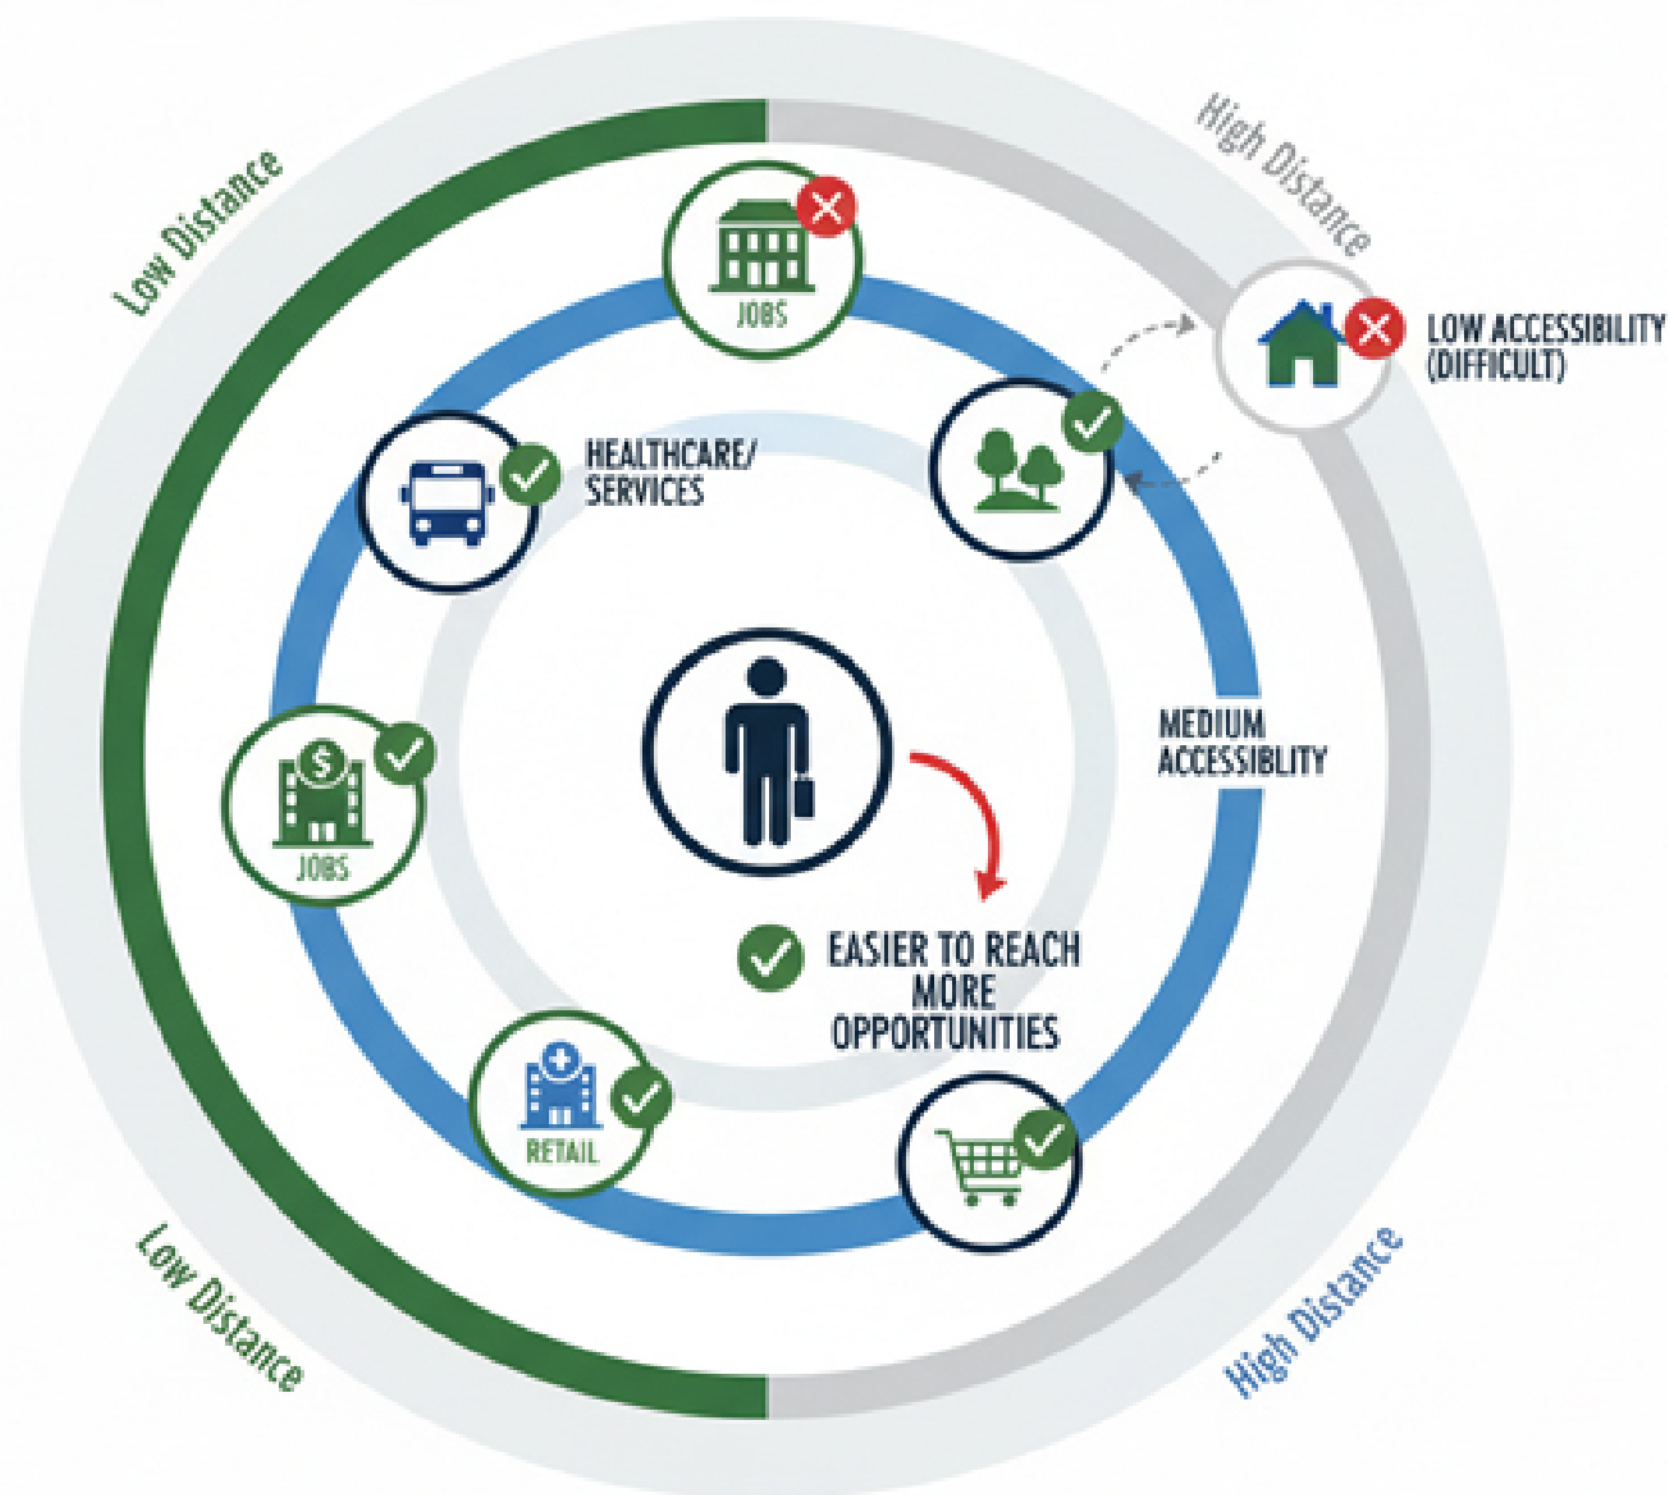 High Distance
Low Distance
JOBS
LOW ACCESSIBILITY
(DIFFICULT)
HEALTHCARE/
SERVICES
MEDIUM
ACCESSIBLITY
$
JOBS
EASIER TO REACH
MORE
OPPORTUNITIES
RETAIL
Low Distance
High Distance